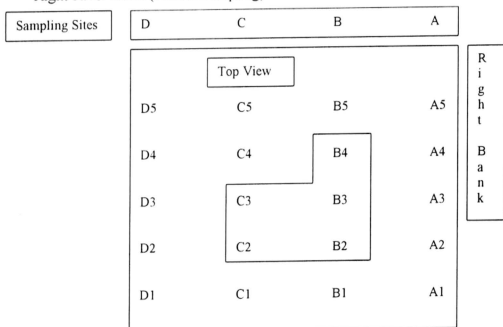 Sampling Sites D C B A
Top View
D5 C5 B5 A5
D4 C4 B4 A4
D3 C3 B3 A3
D2 C2 B2 A2
D1 C1 B1 A1
R
i
g
h
t
B
a
n
k